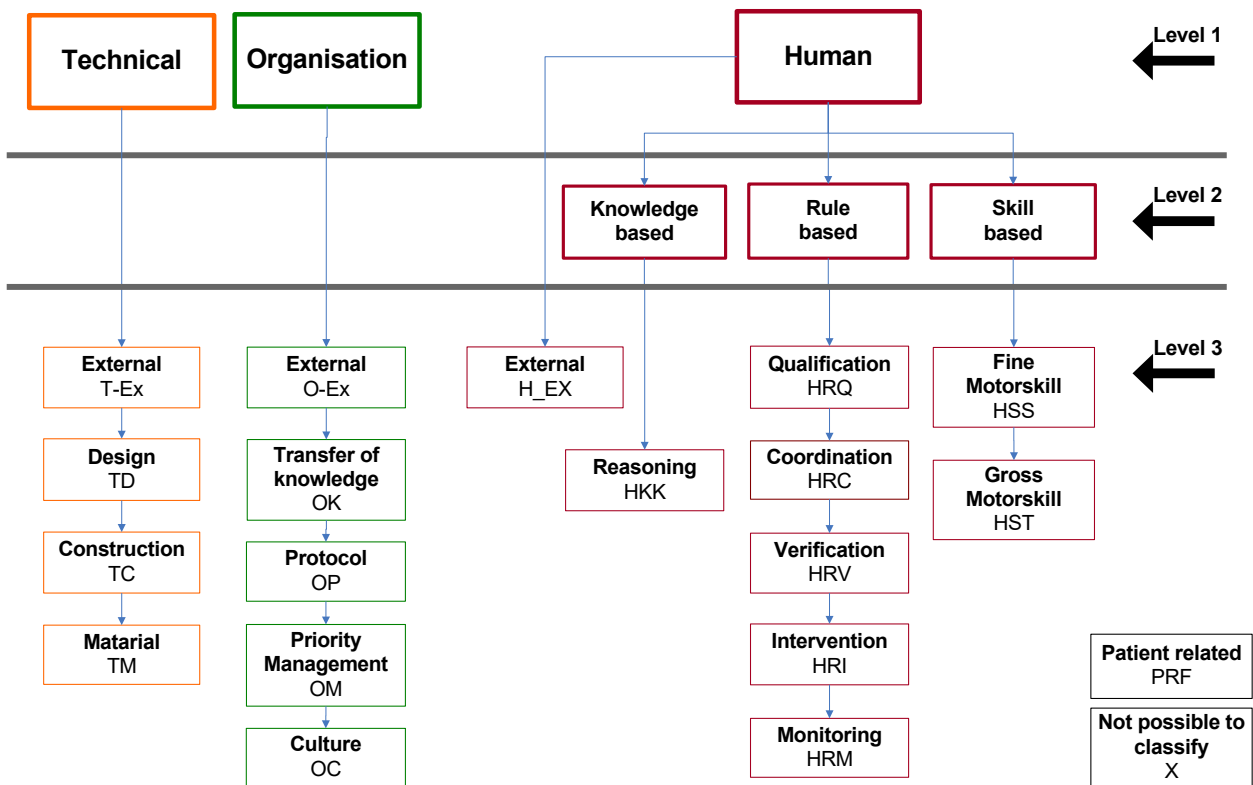 Technical
Organisation
Human
Level 1
Knowledge
based
Rule
based
Skill
based
Level 2
External
T-Ex
Design
TD
Construction
TC
Matarial
TM
External
O-Ex
Transfer of
knowledge
OK
Protocol
OP
Priority
Management
OM
Culture
OC
External
H_EX
Reasoning
HKK
Qualification
HRQ
Coordination
HRC
Verification
HRV
Intervention
HRI
Monitoring
HRM
Fine
Motorskill
HSS
Gross
Motorskill
HST
Level 3
Patient related
PRF
Not possible to
classify
X